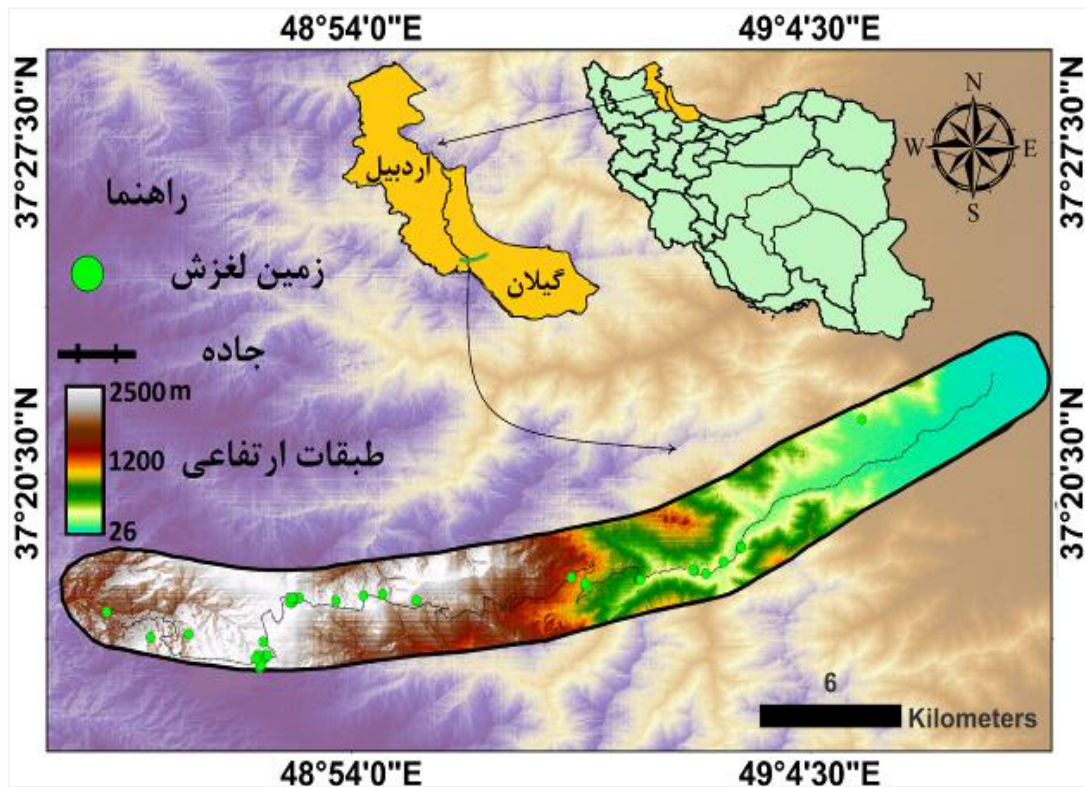 48°54'0"E
49°4'30"E
37°27'30"N
37°27'30"N
N
W
E
S
اردبیل
گیلان
راهنما
زمین لغزش
جاده
2500 m
1200
26
طبقات ارتفاعی
37°20'30"N
37°20'30"N
6
Kilometers
48°54'0"E
49°4'30"E